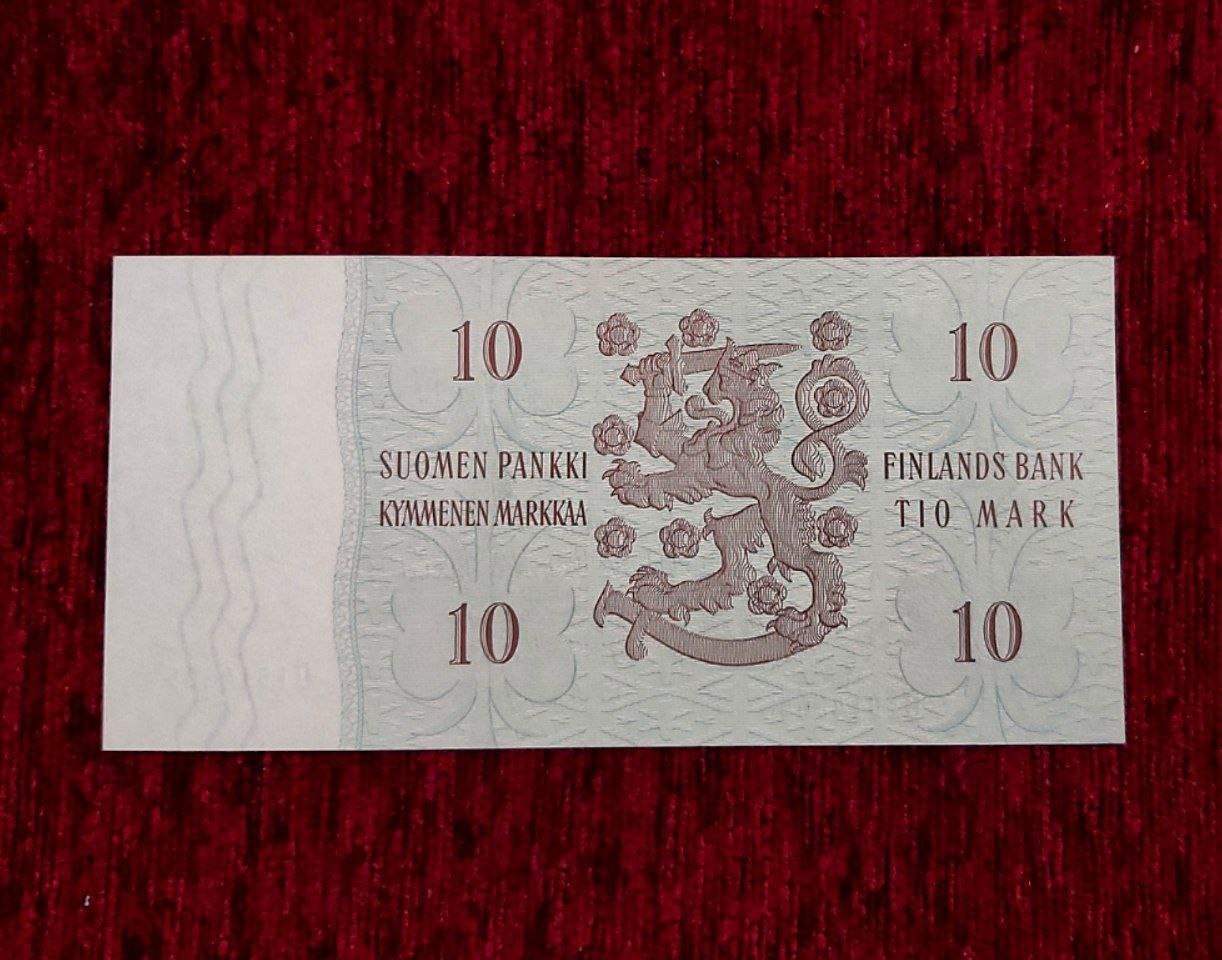 10 10
SUOMEN PANKKI
KYMMENEN MARKKAA
FINLANDS BANK
TIO MARK
10 10